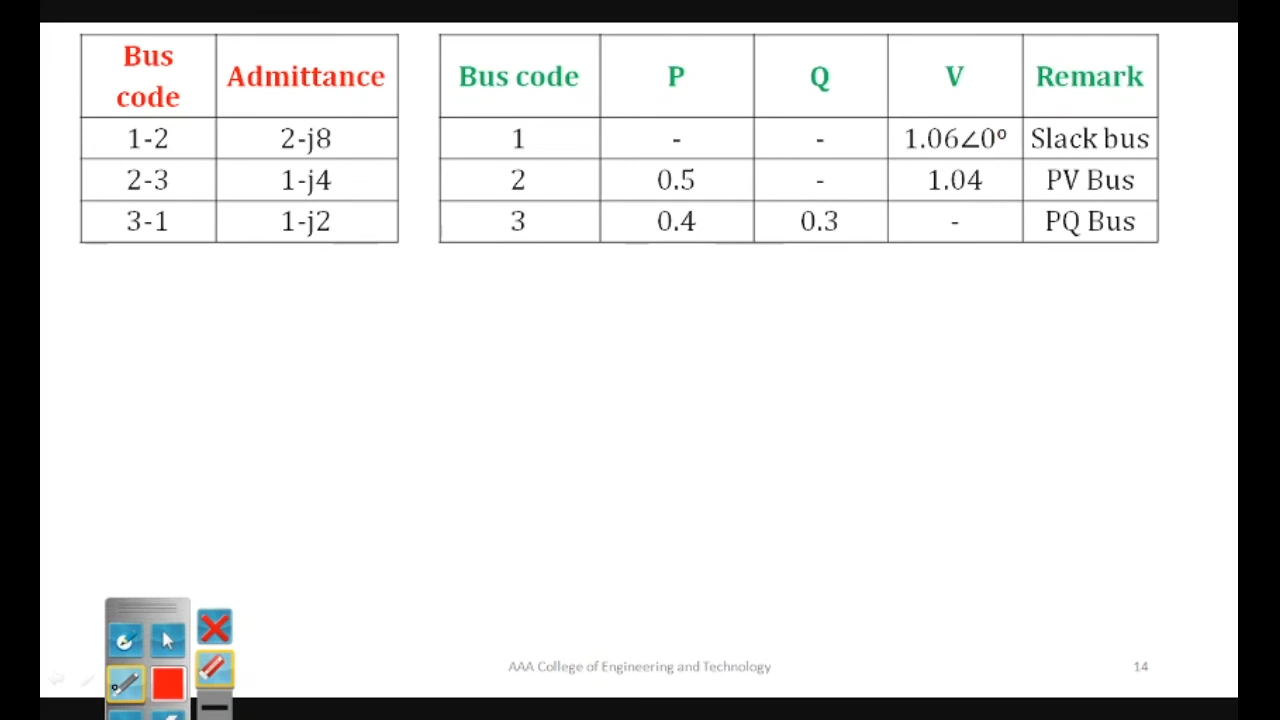 Bus code Admittance
1-2 2-j8
2-3 1-j4
3-1 1-j2
Bus code P Q V Remark
1 - - 1.06∠0º Slack bus
2 0.5 - 1.04 PV Bus
3 0.4 0.3 - PQ Bus
AAA College of Engineering and Technology
14